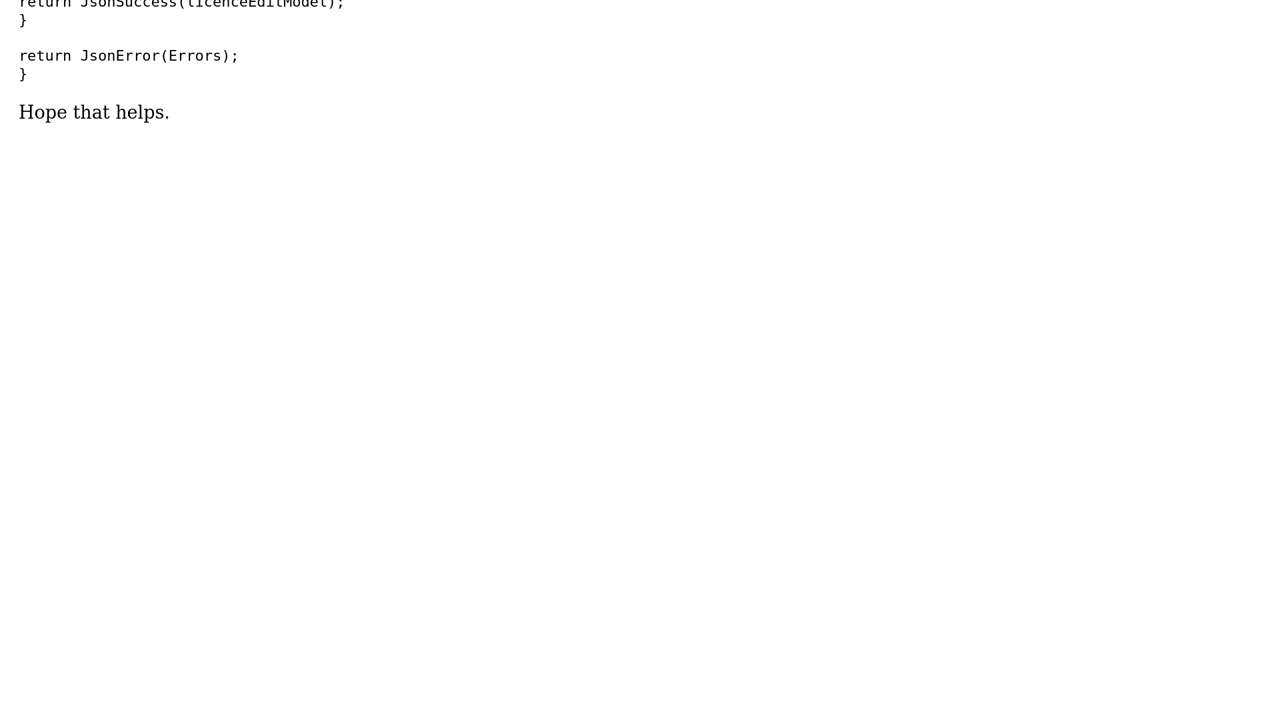 return JsonSuccess(licenceEditModel);
}
return JsonError(Errors);
}
Hope that helps.